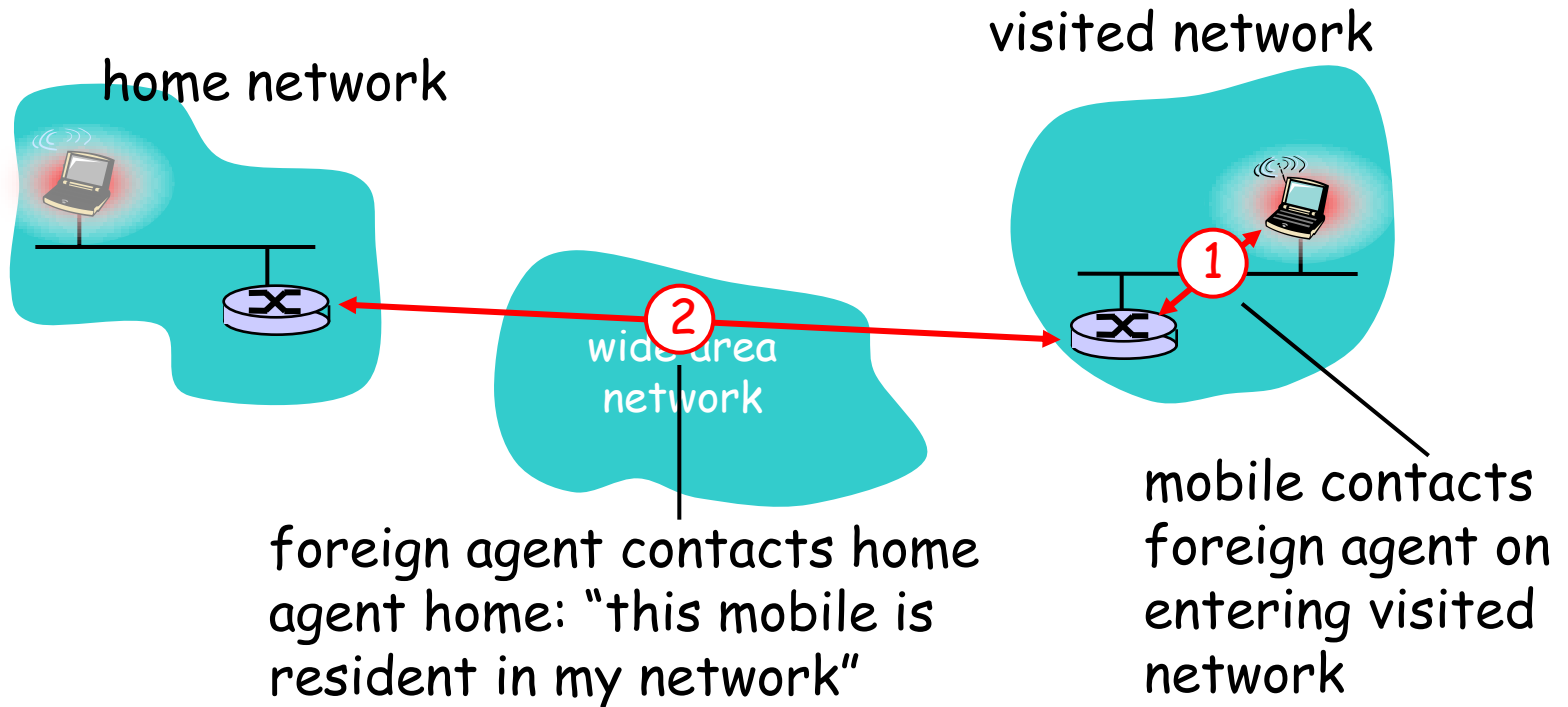 visited network
home network
1
2
wide area
network
mobile contacts
foreign agent on
entering visited
network
foreign agent contacts home
agent home: “this mobile is
resident in my network”